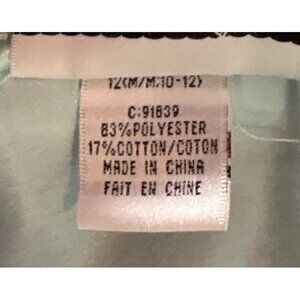 12(M/M:10-12)
C:91839
83%POLYESTER
17%COTTON/COTON
MADE IN CHINA
FAIT EN CHINE